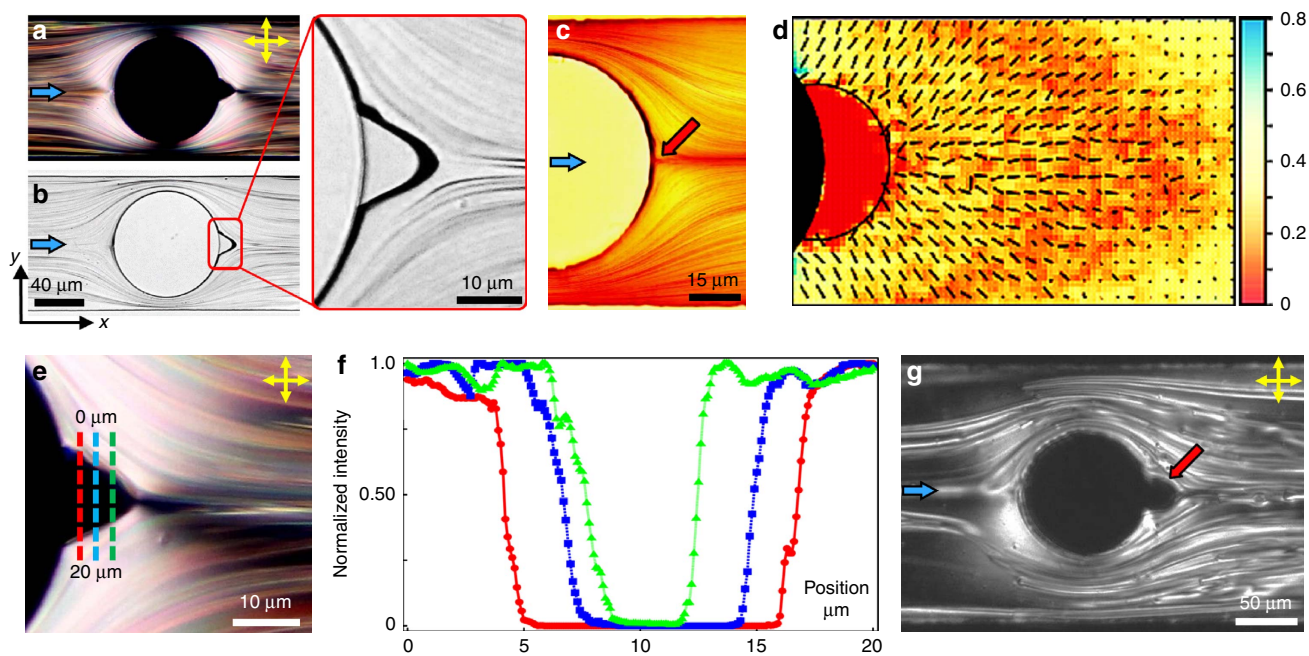 a
b
y
40 μm
x
10 μm
c
15 μm
d
0.8
0.6
0.4
0.2
0
e
0 μm
20 μm
10 μm
f
1.0
0.50
0
Normalized intensity
0
5
10
15
20
Position
μm
g
50 μm